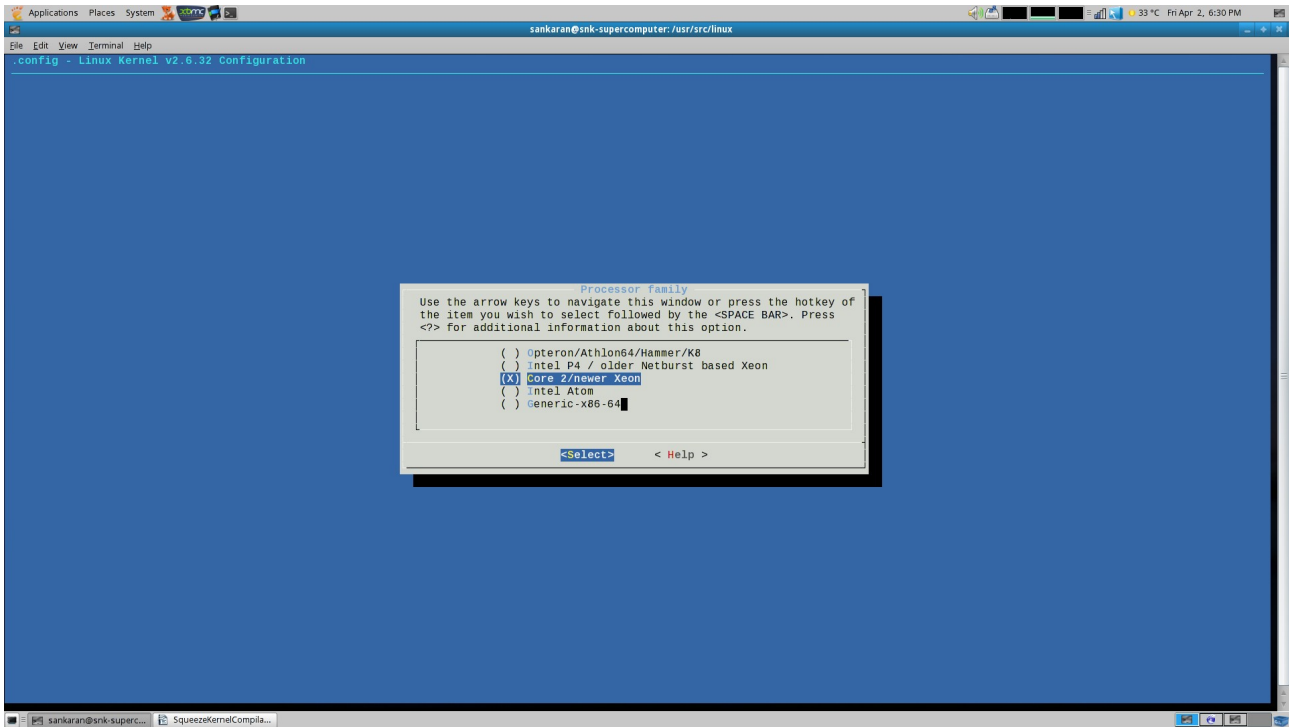 Applications Places System xbmc 33 °C Fri Apr 2, 6:30 PM
sankaran@snk-supercomputer: /usr/src/linux
File Edit View Terminal Help
.config - Linux Kernel v2.6.32 Configuration
Processor family
Use the arrow keys to navigate this window or press the hotkey of
the item you wish to select followed by the <SPACE BAR>. Press
<?> for additional information about this option.
( ) Opteron/Athlon64/Hammer/K8
( ) Intel P4 / older Netburst based Xeon
(X) Core 2/newer Xeon
( ) Intel Atom
( ) Generic-x86-64
<Select> < Help >
sankaran@snk-superc... SqueezeKernelCompila...